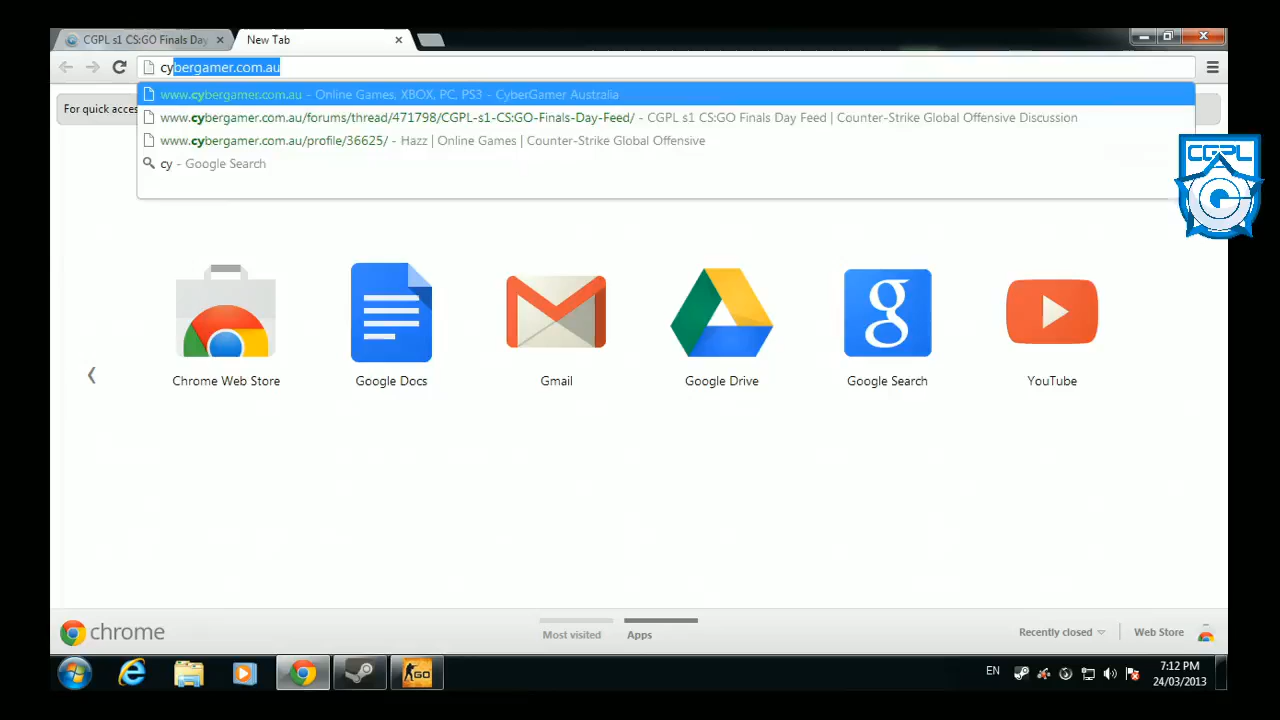 CGPL s1 CS:GO Finals Day
New Tab
cybergamer.com.au
www.cybergamer.com.au - Online Games, XBOX, PC, PS3 - CyberGamer Australia
For quick acces
www.cybergamer.com.au/forums/thread/471798/CGPL-s1-CS:GO-Finals-Day-Feed/ - CGPL s1 CS:GO Finals Day Feed | Counter-Strike Global Offensive Discussion
www.cybergamer.com.au/profile/36625/ - Hazz | Online Games | Counter-Strike Global Offensive
cy - Google Search
CGPL
G
g
Chrome Web Store
Google Docs
Gmail
Google Drive
Google Search
YouTube
chrome
Most visited
Apps
Recently closed
Web Store
GO
EN
7:12 PM
24/03/2013